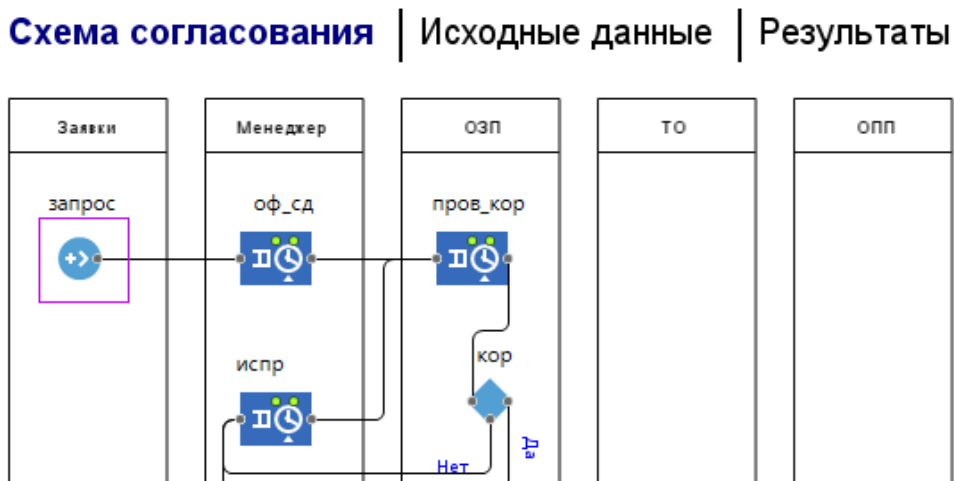 Схема согласования | Исходные данные | Результаты
Заявки Менеджер ОЗП ТО ОПП
запрос оф_сд пров_кор
испр кор
Да
Нет